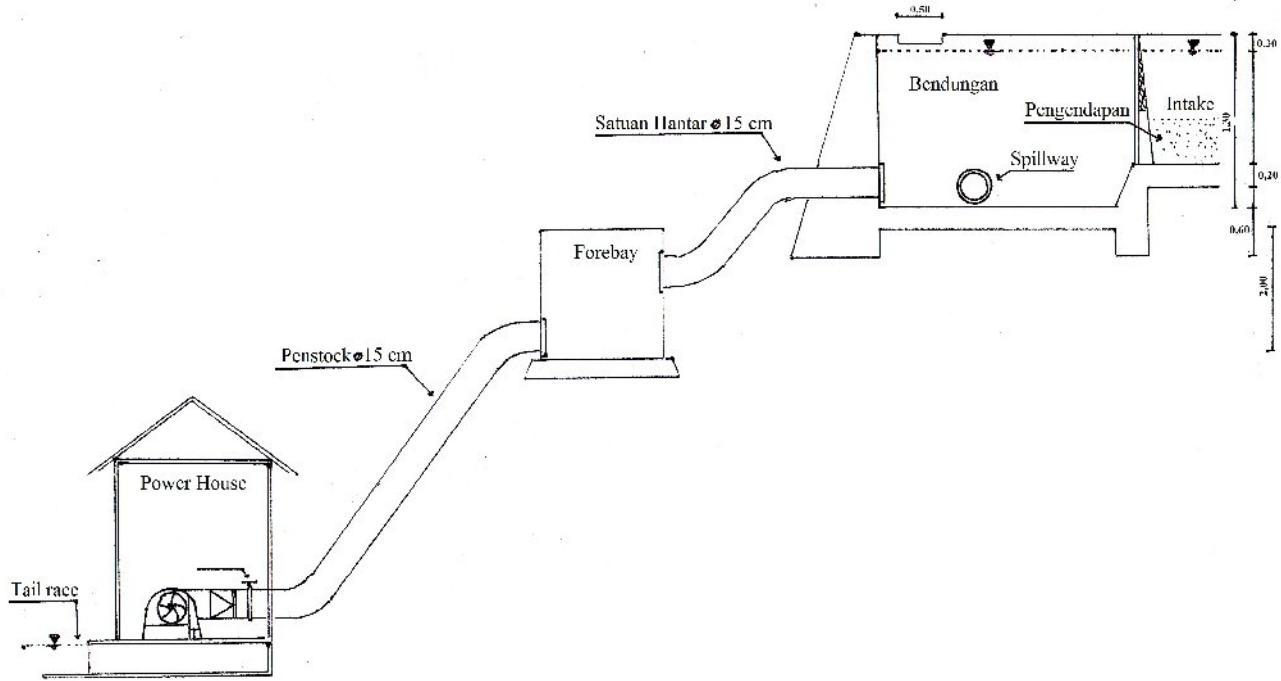 0.50
0.30
Bendungan
Intake
Pengendapan
1.30
Satuan Hantar ø 15 cm
Spillway
0.20
0.60
Forebay
2.00
Penstock ø 15 cm
Power House
Tail race